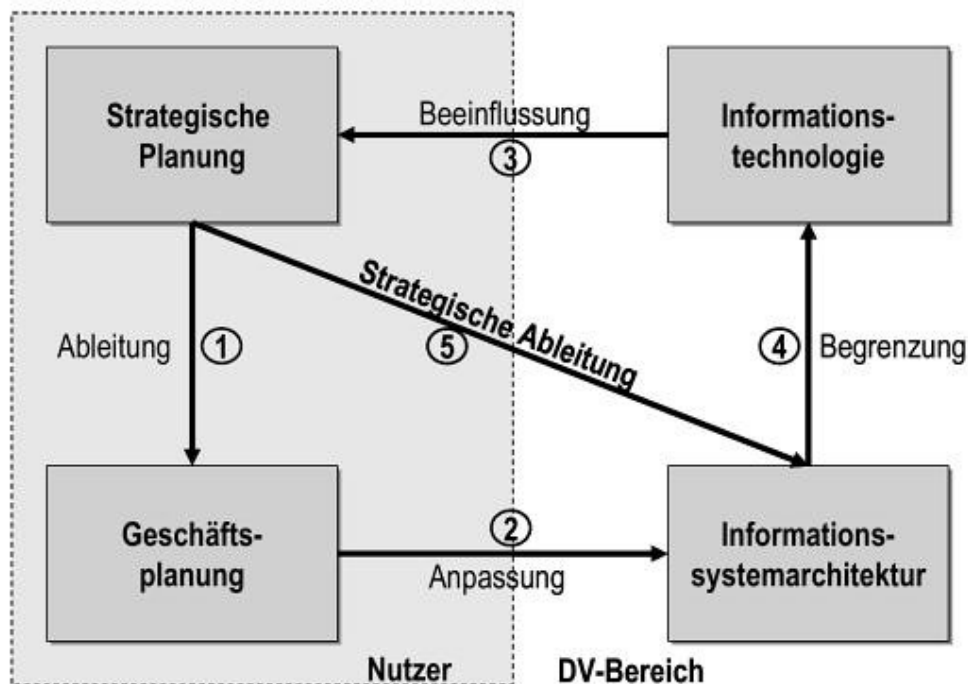 Strategische
Planung
Beeinflussung
③
Informations-
technologie
Strategische Ableitung
⑤
Ableitung ①
④ Begrenzung
Geschäfts-
planung
②
Anpassung
Informations-
systemarchitektur
Nutzer
DV-Bereich